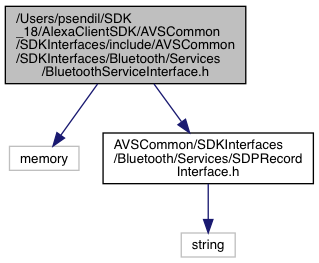 /Users/psendil/SDK
_18/AlexaClientSDK/AVSCommon
/SDKInterfaces/include/AVSCommon
/SDKInterfaces/Bluetooth/Services
/BluetoothServiceInterface.h
memory
AVSCommon/SDKInterfaces
/Bluetooth/Services/SDPRecord
Interface.h
string